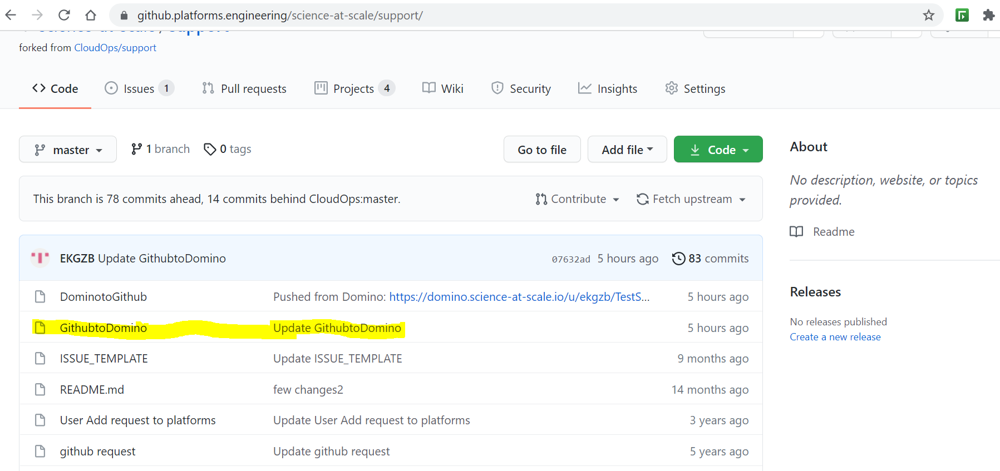 github.platforms.engineering/science-at-scale/support/
science-at-scale / support
forked from CloudOps/support
Code
Issues 1
Pull requests
Projects 4
Wiki
Security
Insights
Settings
master
1 branch
0 tags
Go to file
Add file
Code
About
No description, website, or topics
provided.
Readme
This branch is 78 commits ahead, 14 commits behind CloudOps:master.
Contribute
Fetch upstream
EKGZB Update GithubtoDomino 07632ad 5 hours ago 83 commits
DominotoGithub Pushed from Domino: https://domino.science-at-scale.io/u/ekgzb/TestS... 5 hours ago
GithubtoDomino Update GithubtoDomino 5 hours ago
ISSUE_TEMPLATE Update ISSUE_TEMPLATE 9 months ago
README.md few changes2 14 months ago
User Add request to platforms Update User Add request to platforms 3 years ago
github request Update github request 5 years ago
Releases
No releases published
Create a new release